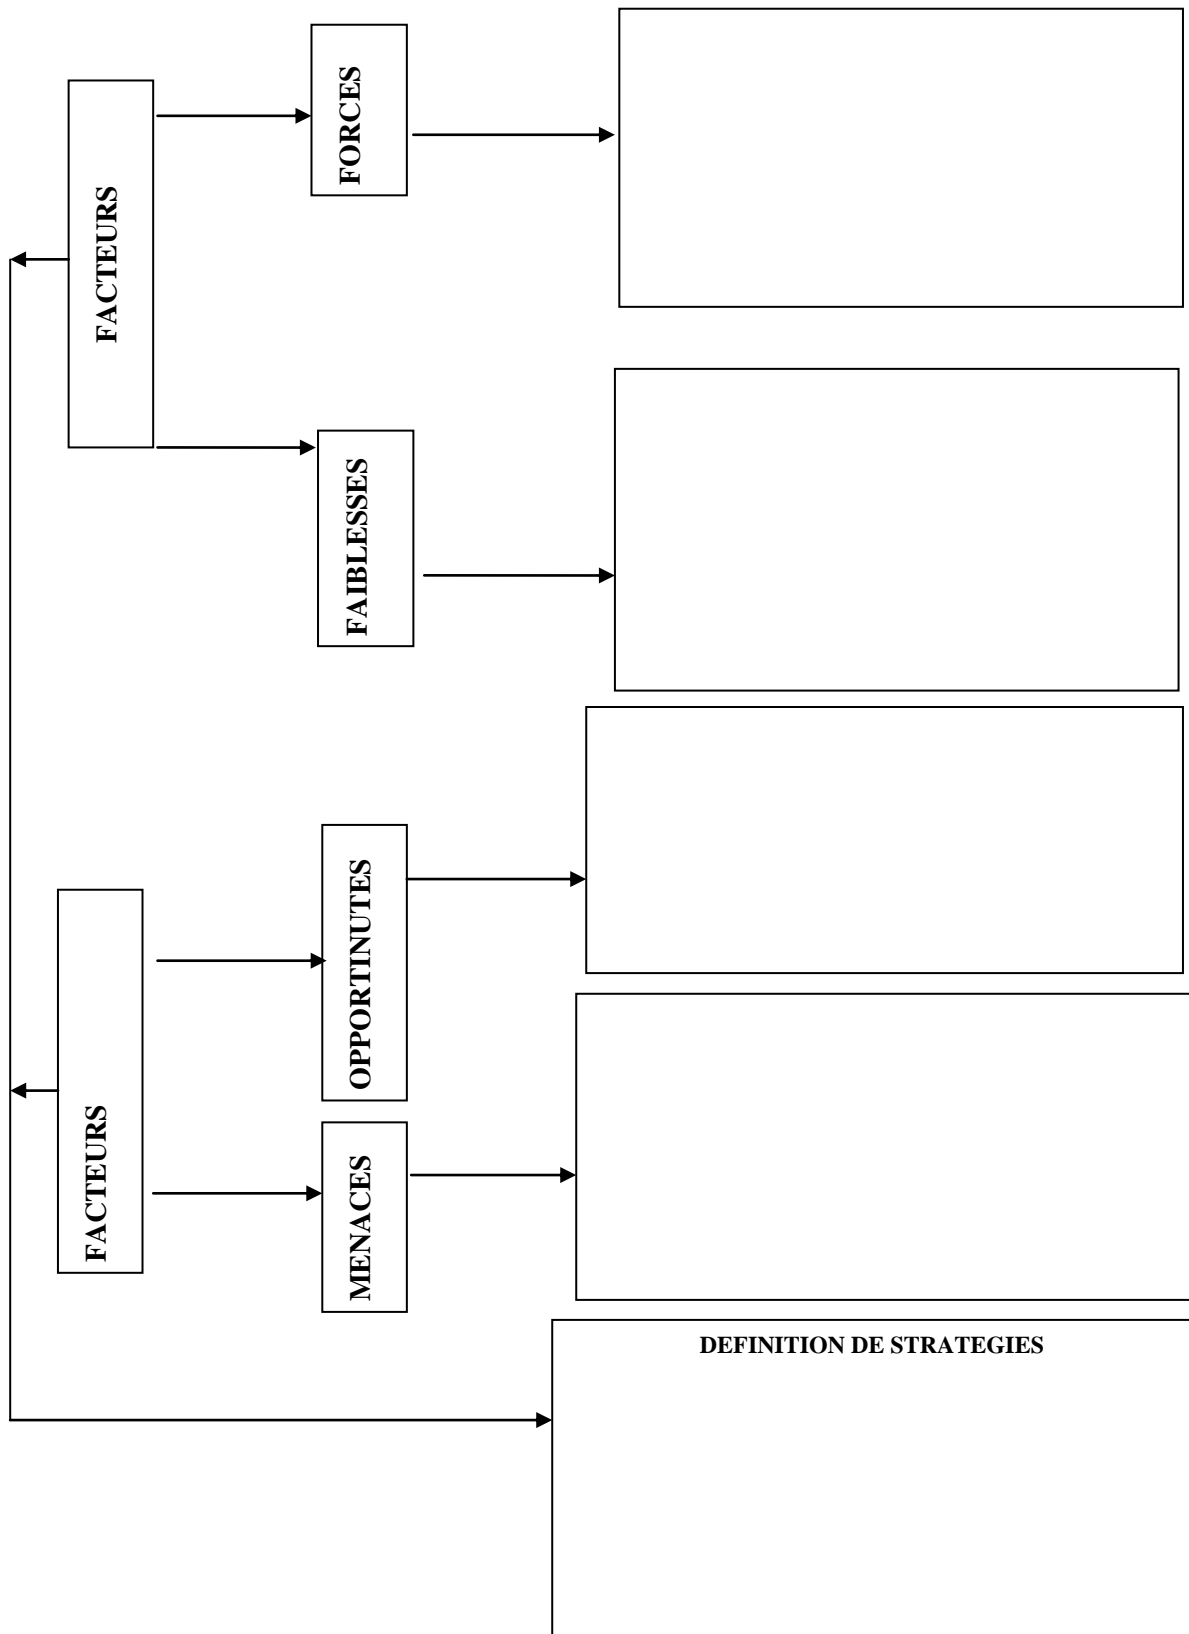 FACTEURS
FORCES
FAIBLESSES
FACTEURS
OPPORTINUTES
MENACES
DEFINITION DE STRATEGIES